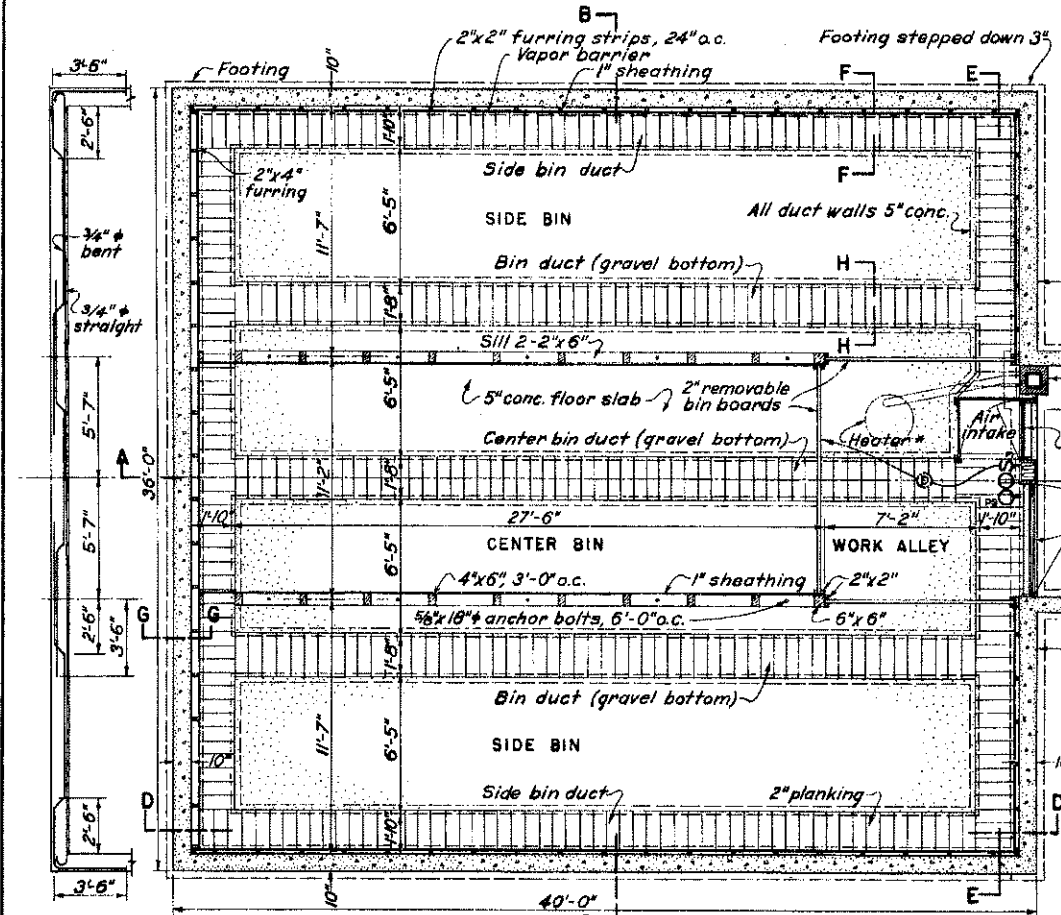 B
2"x2" furring strips, 24" o.c.
Footing stepped down 3"
3'-6"
Footing
10"
Vapor barrier
1" sheathing
F
E
2'-6"
1'-10"
2"x4"
furring
Side bin duct
F
3/4" ϕ
bent
11'-7"
6'-5"
SIDE BIN
All duct walls 5" conc.
Bin duct (gravel bottom)
H
3/4" ϕ
straight
1'-8"
Sill 2-2"x6"
H
5'-7"
6'-5"
5" conc. floor slab
2" removable
bin boards
Air
intake
Heater *
A
36'-0"
11'-2"
1'-8"
Center bin duct (gravel bottom)
S3
PS
5'-7"
1'-10"
27'-6"
7'-2"
1'-10"
6'-5"
CENTER BIN
WORK ALLEY
4"x6", 3'-0" o.c.
1" sheathing
2"x2"
G
G
2'-6"
3'-6"
5/8"x18" ϕ anchor bolts, 6'-0" o.c.
6"x6"
1'-8"
Bin duct (gravel bottom)
11'-7"
6'-5"
SIDE BIN
10"
D
2'-6"
Side bin duct
2" planking
D
1'-10"
3'-6"
10"
E
40'-0"